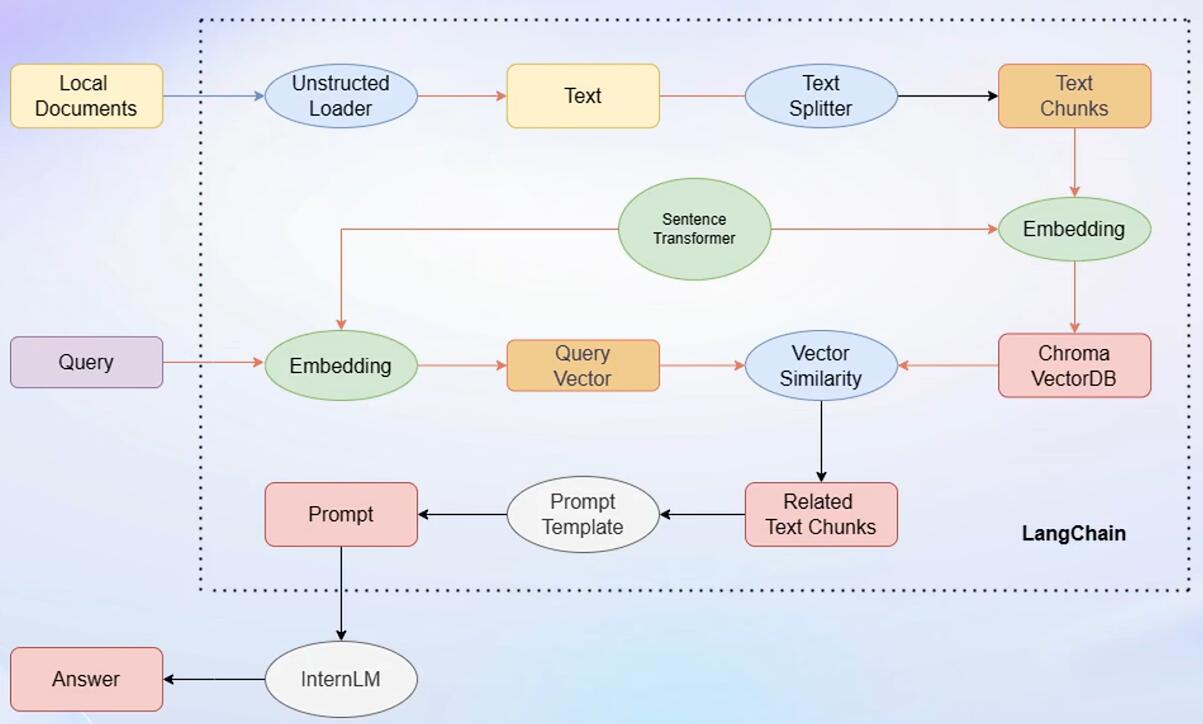 Local
Documents
Unstructed
Loader
Text
Text
Splitter
Text
Chunks
Sentence
Transformer
Embedding
Query
Embedding
Query
Vector
Vector
Similarity
Chroma
VectorDB
Prompt
Prompt
Template
Related
Text Chunks
LangChain
Answer
InternLM